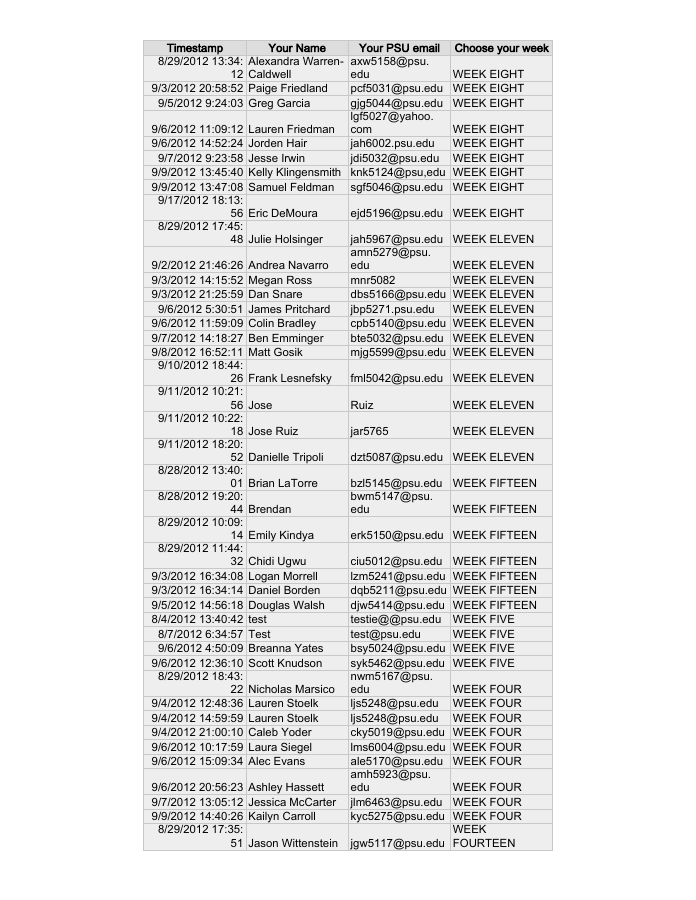 Timestamp Your Name Your PSU email Choose your week
8/29/2012 13:34: Alexandra Warren- axw5158@psu.
12 Caldwell edu WEEK EIGHT
9/3/2012 20:58:52 Paige Friedland pcf5031@psu.edu WEEK EIGHT
9/5/2012 9:24:03 Greg Garcia gjg5044@psu.edu WEEK EIGHT
lgf5027@yahoo.
9/6/2012 11:09:12 Lauren Friedman com WEEK EIGHT
9/6/2012 14:52:24 Jorden Hair jah6002.psu.edu WEEK EIGHT
9/7/2012 9:23:58 Jesse Irwin jdi5032@psu.edu WEEK EIGHT
9/9/2012 13:45:40 Kelly Klingensmith knk5124@psu,edu WEEK EIGHT
9/9/2012 13:47:08 Samuel Feldman sgf5046@psu.edu WEEK EIGHT
9/17/2012 18:13:
56 Eric DeMoura ejd5196@psu.edu WEEK EIGHT
8/29/2012 17:45:
48 Julie Holsinger jah5967@psu.edu WEEK ELEVEN
amn5279@psu.
9/2/2012 21:46:26 Andrea Navarro edu WEEK ELEVEN
9/3/2012 14:15:52 Megan Ross mnr5082 WEEK ELEVEN
9/3/2012 21:25:59 Dan Snare dbs5166@psu.edu WEEK ELEVEN
9/6/2012 5:30:51 James Pritchard jbp5271.psu.edu WEEK ELEVEN
9/6/2012 11:59:09 Colin Bradley cpb5140@psu.edu WEEK ELEVEN
9/7/2012 14:18:27 Ben Emminger bte5032@psu.edu WEEK ELEVEN
9/8/2012 16:52:11 Matt Gosik mjg5599@psu.edu WEEK ELEVEN
9/10/2012 18:44:
26 Frank Lesnefsky fml5042@psu.edu WEEK ELEVEN
9/11/2012 10:21:
56 Jose Ruiz WEEK ELEVEN
9/11/2012 10:22:
18 Jose Ruiz jar5765 WEEK ELEVEN
9/11/2012 18:20:
52 Danielle Tripoli dzt5087@psu.edu WEEK ELEVEN
8/28/2012 13:40:
01 Brian LaTorre bzl5145@psu.edu WEEK FIFTEEN
8/28/2012 19:20: bwm5147@psu.
44 Brendan edu WEEK FIFTEEN
8/29/2012 10:09:
14 Emily Kindya erk5150@psu.edu WEEK FIFTEEN
8/29/2012 11:44:
32 Chidi Ugwu ciu5012@psu.edu WEEK FIFTEEN
9/3/2012 16:34:08 Logan Morrell lzm5241@psu.edu WEEK FIFTEEN
9/3/2012 16:34:14 Daniel Borden dqb5211@psu.edu WEEK FIFTEEN
9/5/2012 14:56:18 Douglas Walsh djw5414@psu.edu WEEK FIFTEEN
8/4/2012 13:40:42 test testie@@psu.edu WEEK FIVE
8/7/2012 6:34:57 Test test@psu.edu WEEK FIVE
9/6/2012 4:50:09 Breanna Yates bsy5024@psu.edu WEEK FIVE
9/6/2012 12:36:10 Scott Knudson syk5462@psu.edu WEEK FIVE
8/29/2012 18:43: nwm5167@psu.
22 Nicholas Marsico edu WEEK FOUR
9/4/2012 12:48:36 Lauren Stoelk ljs5248@psu.edu WEEK FOUR
9/4/2012 14:59:59 Lauren Stoelk ljs5248@psu.edu WEEK FOUR
9/4/2012 21:00:10 Caleb Yoder cky5019@psu.edu WEEK FOUR
9/6/2012 10:17:59 Laura Siegel lms6004@psu.edu WEEK FOUR
9/6/2012 15:09:34 Alec Evans ale5170@psu.edu WEEK FOUR
amh5923@psu.
9/6/2012 20:56:23 Ashley Hassett edu WEEK FOUR
9/7/2012 13:05:12 Jessica McCarter jlm6463@psu.edu WEEK FOUR
9/9/2012 14:40:26 Kailyn Carroll kyc5275@psu.edu WEEK FOUR
8/29/2012 17:35: WEEK
51 Jason Wittenstein jgw5117@psu.edu FOURTEEN